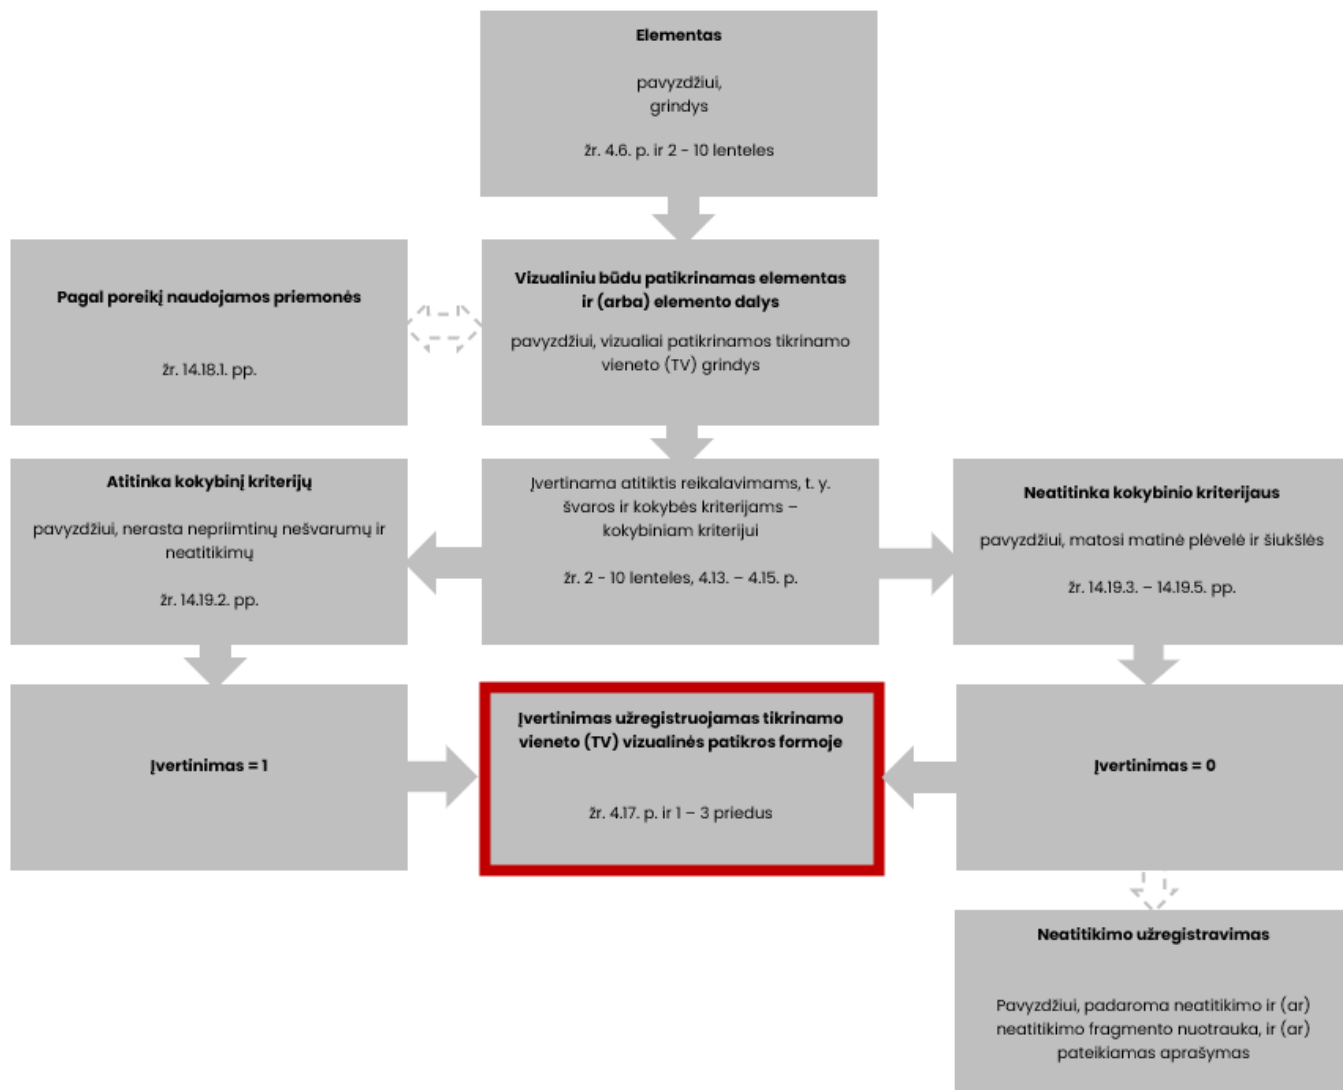 Elementas
pavyzdžiui,
grindys
žr. 4.6. p. ir 2 - 10 lenteles
Pagal poreikį naudojamos priemonės
žr. 14.18.1. pp.
Vizualiniu būdu patikrinamas elementas
ir (arba) elemento dalys
pavyzdžiui, vizualiai patikrinamos tikrinamo
vieneto (TV) grindys
Atitinka kokybinį kriterijų
pavyzdžiui, nerasta nepriimtinų nešvarumų ir
neatitikimų
žr. 14.19.2. pp.
Įvertinama atitiktis reikalavimams, t. y.
švaros ir kokybės kriterijams –
kokybiniam kriterijui
žr. 2 - 10 lenteles, 4.13. – 4.15. p.
Neatitinka kokybinio kriterijaus
pavyzdžiui, matosi matinė plėvelė ir šiukšlės
žr. 14.19.3. – 14.19.5. pp.
Įvertinimas = 1
Įvertinimas užregistruojamas tikrinamo
vieneto (TV) vizualinės patikros formoje
žr. 4.17. p. ir 1 – 3 priedus
Įvertinimas = 0
Neatitikimo užregistravimas
Pavyzdžiui, padaroma neatitikimo ir (ar)
neatitikimo fragmento nuotrauka, ir (ar)
pateikiamas aprašymas